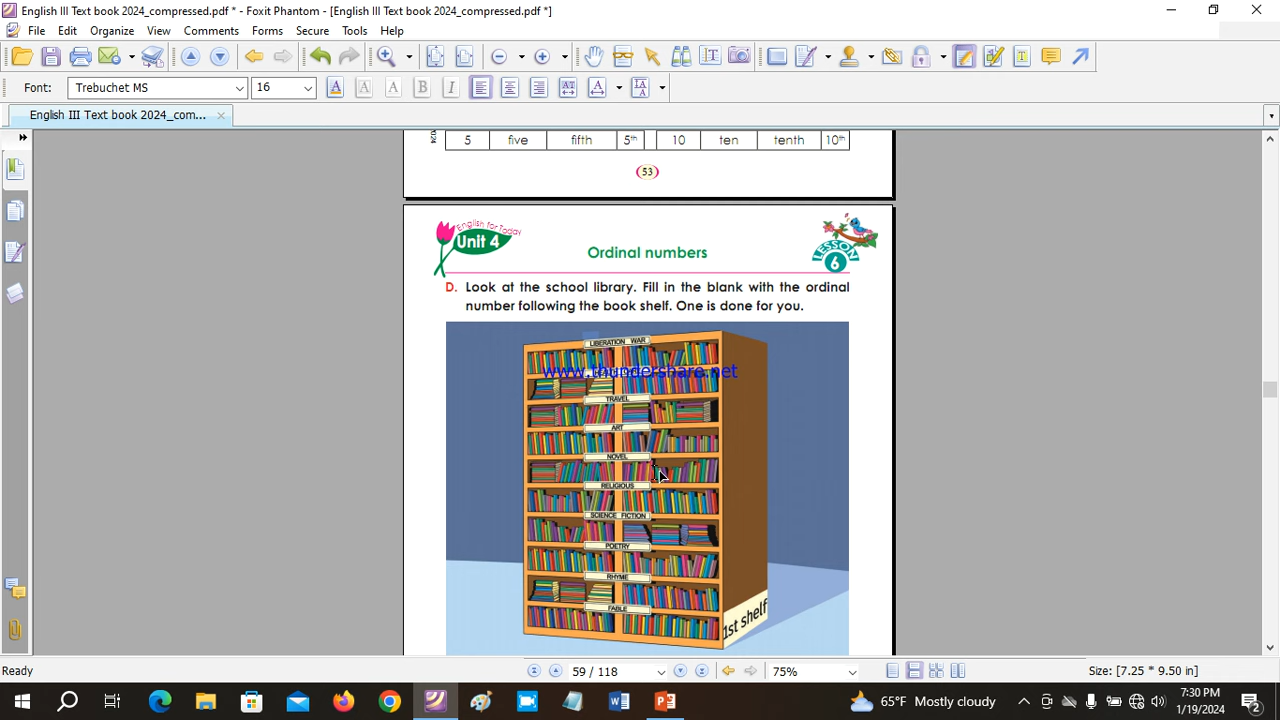 English III Text book 2024_compressed.pdf * - Foxit Phantom - [English III Text book 2024_compressed.pdf *]
File Edit Organize View Comments Forms Secure Tools Help
Font: Trebuchet MS 16
English III Text book 2024_com...
5 five fifth 5th 10 ten tenth 10th
53
English for Today
Unit 4
Ordinal numbers
LESSON
6
D. Look at the school library. Fill in the blank with the ordinal
number following the book shelf. One is done for you.
LIBERATION WAR
www.thundershare.net
TRAVEL
ART
NOVEL
RELIGIOUS
SCIENCE FICTION
POETRY
RHYME
FABLE
1st shelf
Ready
59 / 118
75%
Size: [7.25 * 9.50 in]
65°F Mostly cloudy
7:30 PM
1/19/2024
2